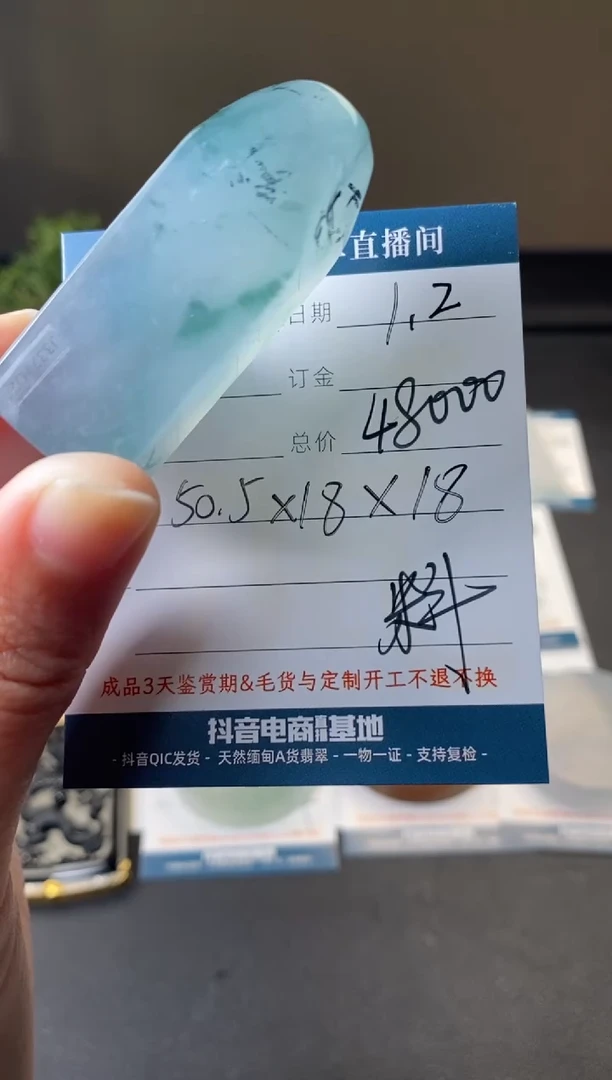 直播间
日期 1.2
订金
总价 48000
50.5×18×18
料
成品3天鉴赏期&毛货与定制开工不退不换
抖音电商基地
- 抖音QIC发货 - 天然缅甸A货翡翠 - 一物一证 - 支持复检 -